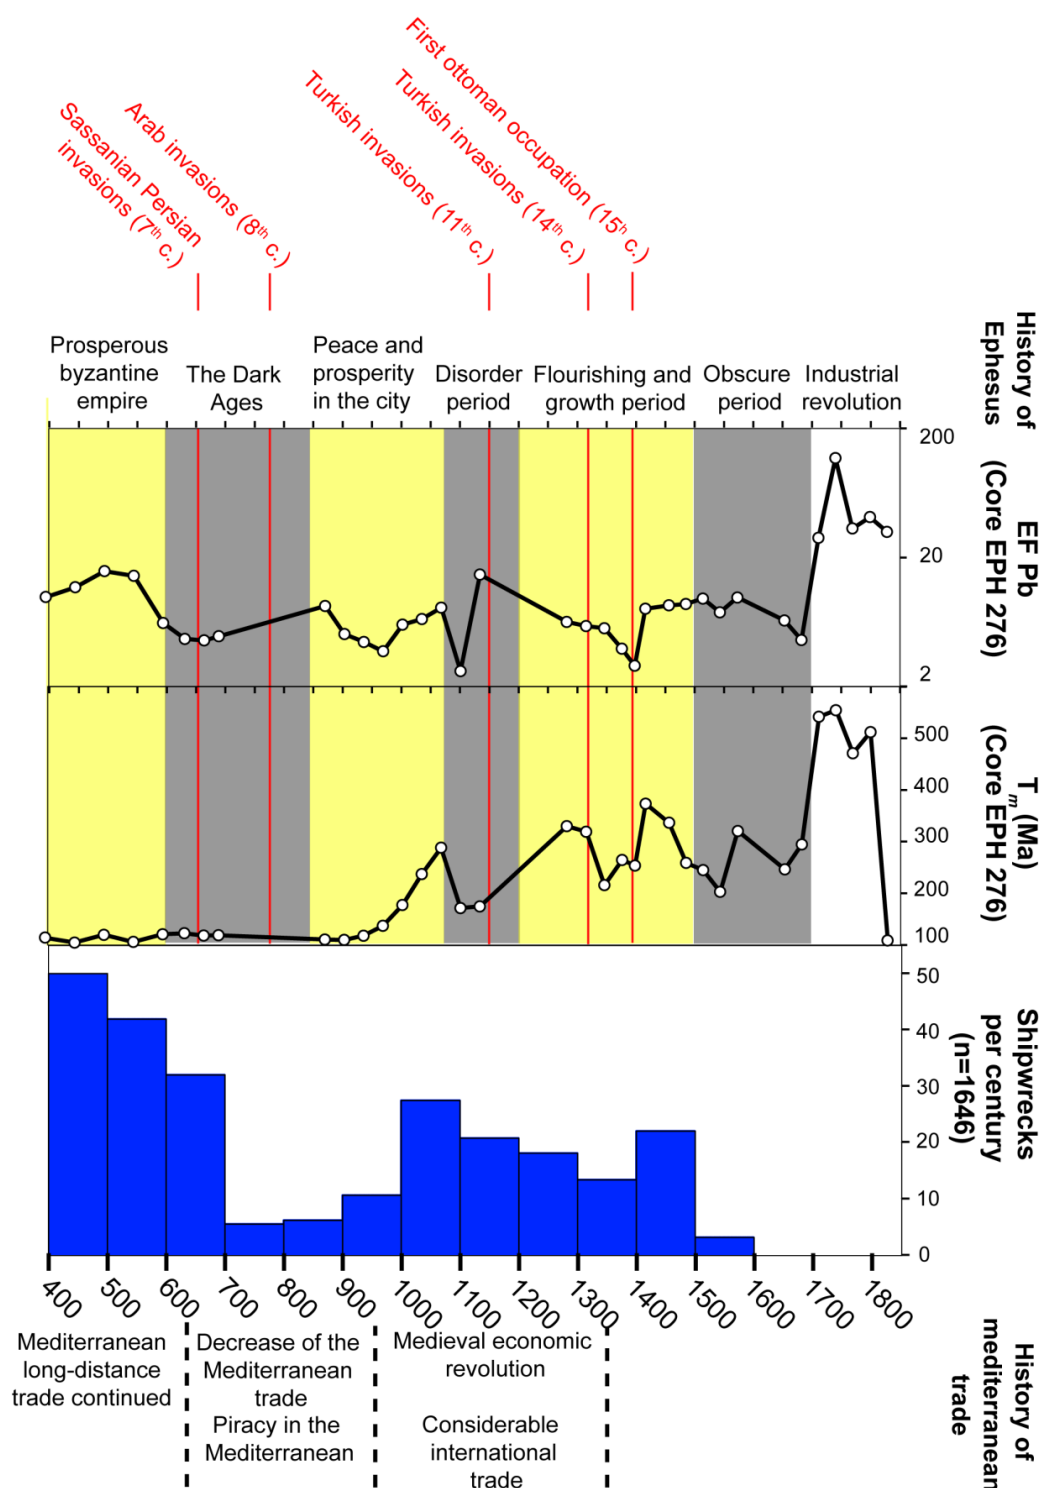 First ottoman occupation (15ʰ c.)
Turkish invasions (14ᵗʰ c.)
Turkish invasions (11ᵗʰ c.)
Arab invasions (8ᵗʰ c.)
Sassanian Persian
invasions (7ᵗʰ c.)
Prosperous
byzantine
empire
The Dark
Ages
Peace and
prosperity
in the city
Disorder
period
Flourishing and
growth period
Obscure
period
Industrial
revolution
History of
Ephesus
200
20
2
EF Pb
(Core EPH 276)
500
400
300
200
100
Tₘ (Ma)
(Core EPH 276)
50
40
30
20
10
0
Shipwrecks
per century
(n=1646)
400
500
600
700
800
900
1000
1100
1200
1300
1400
1500
1600
1700
1800
Mediterranean
long-distance
trade continued
Decrease of the
Mediterranean
trade
Piracy in the
Mediterranean
Medieval economic
revolution
Considerable
international
trade
History of
mediterranean
trade